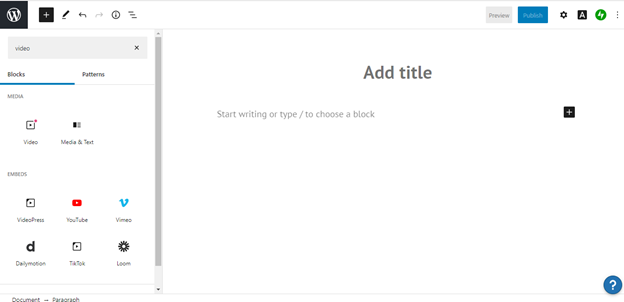 Preview
Publish
video
Blocks
Patterns
MEDIA
Video
Media & Text
EMBEDS
VideoPress
YouTube
Vimeo
Dailymotion
TikTok
Loom
Add title
Start writing or type / to choose a block
Document → Paragraph